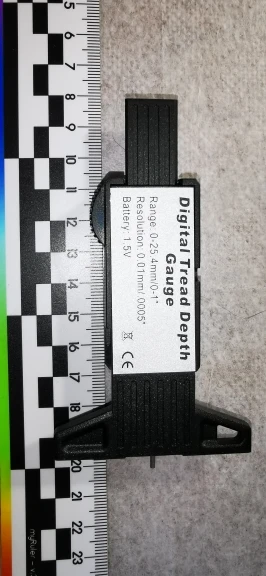 Digital Tread Depth
Gauge
Range: 0-25.4mm/0-1"
Resolution: 0.01mm/.0005"
Battery: 1.5V
CE
5
6
7
8
9
10
11
12
13
14
15
16
17
18
20
21
22
23
myRuler - v.